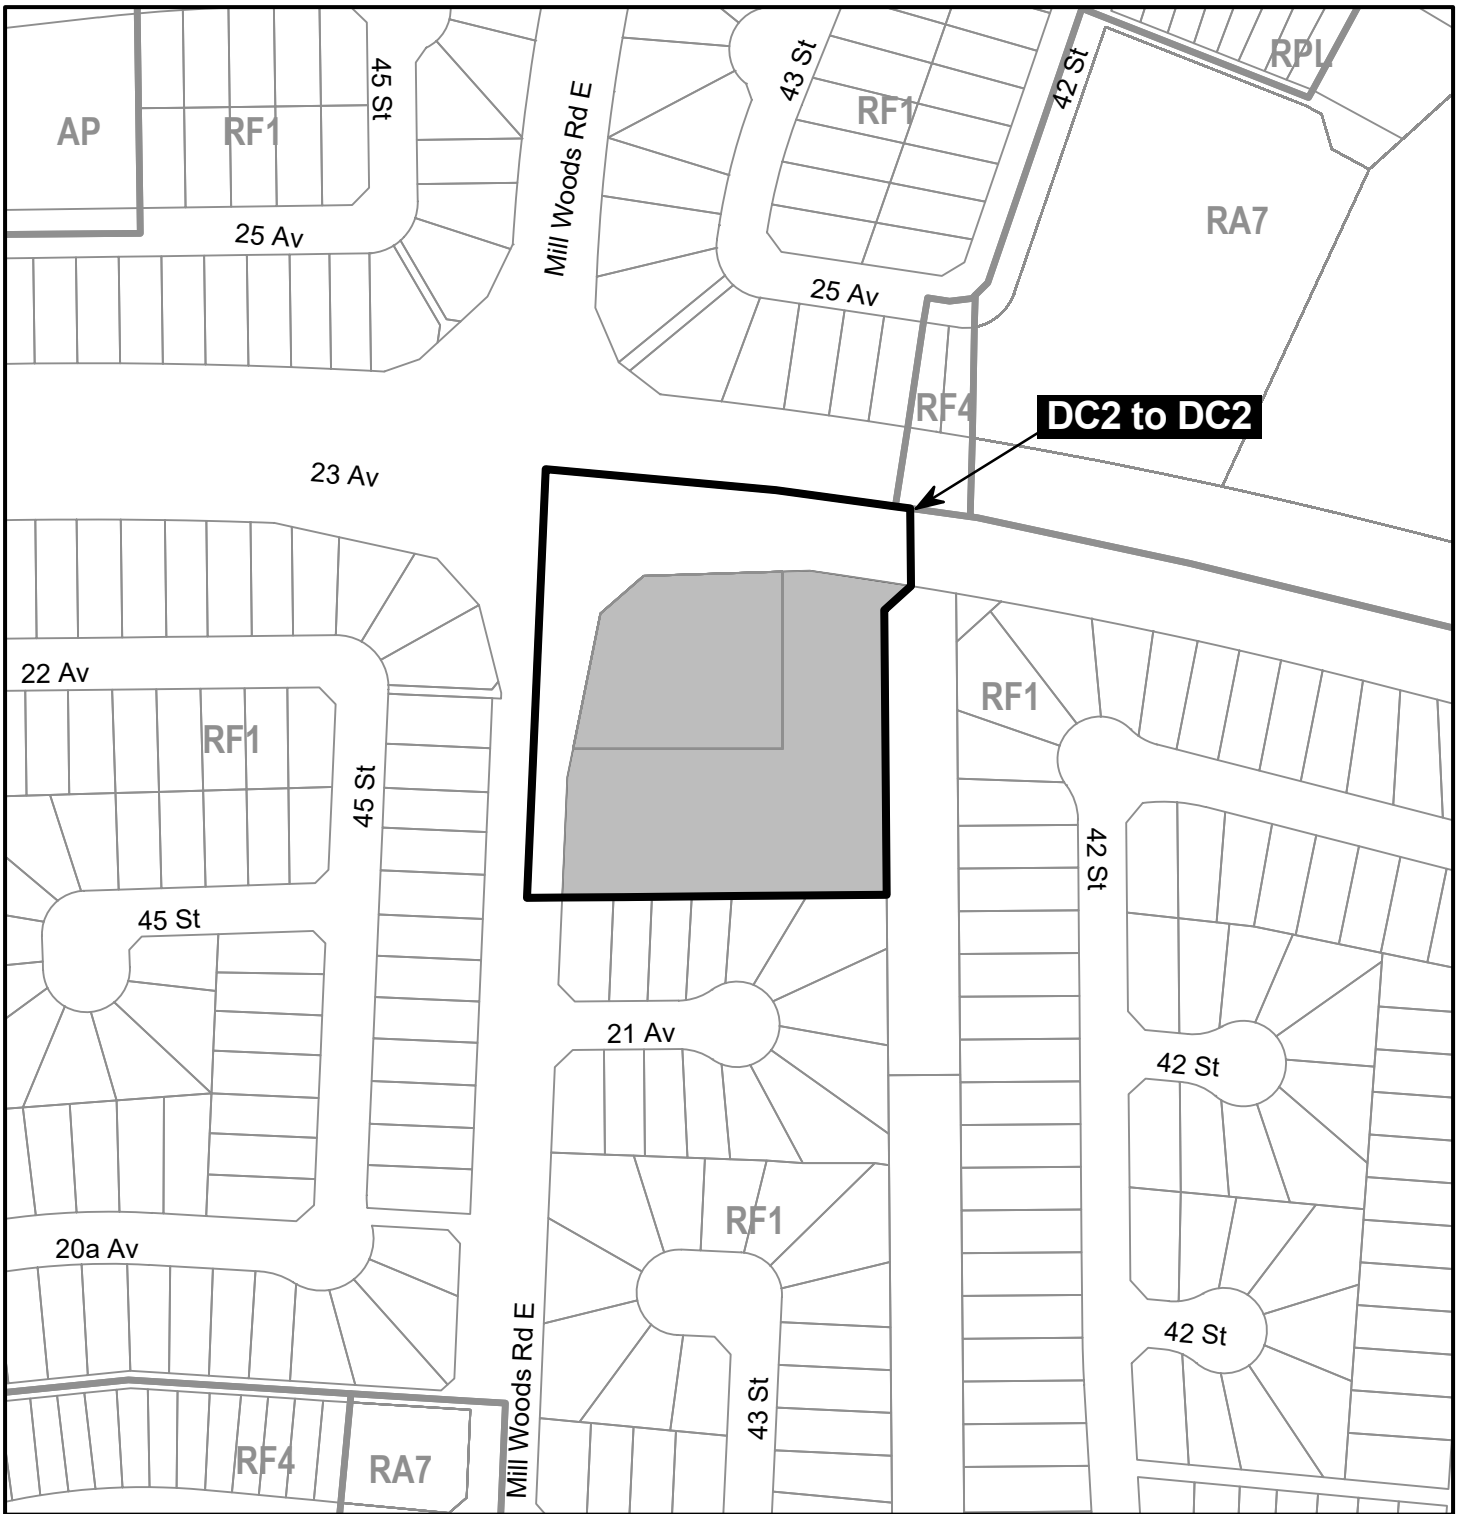 RPL
45 St
43 St
42 St
AP
RF1
RF1
Mill Woods Rd E
RA7
25 Av
25 Av
RF4
DC2 to DC2
23 Av
22 Av
RF1
RF1
45 St
42 St
45 St
21 Av
42 St
RF1
20a Av
42 St
Mill Woods Rd E
43 St
RF4
RA7